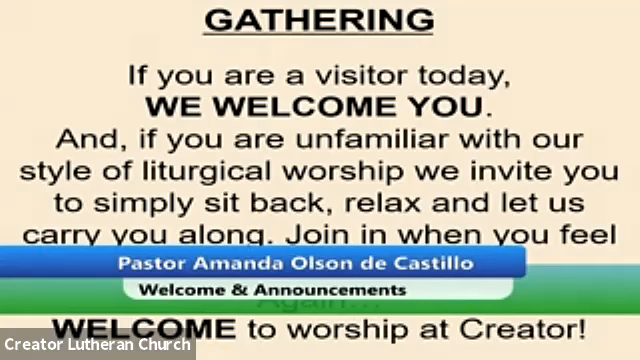 GATHERING
If you are a visitor today,
WE WELCOME YOU.
And, if you are unfamiliar with our
style of liturgical worship we invite you
to simply sit back, relax and let us
carry you along. Join in when you feel
Pastor Amanda Olson de Castillo
Welcome & Announcements
Again...
WELCOME to worship at Creator!
Creator Lutheran Church